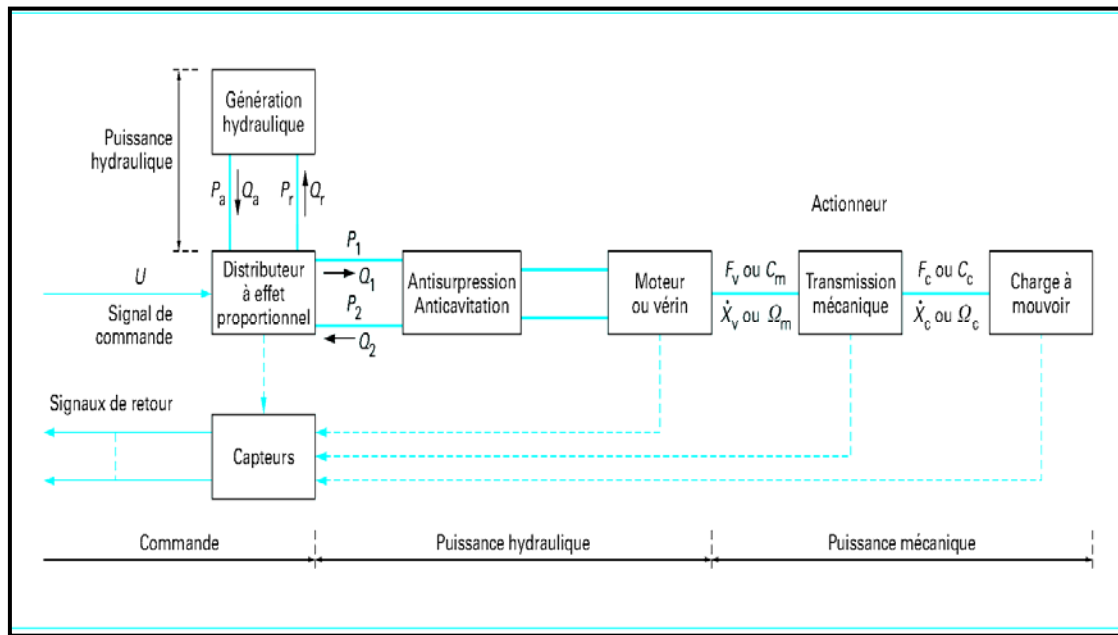 Génération
hydraulique
Puissance
hydraulique
Pa Qa Pr Qr
Actionneur
U
Signal de
commande
Distributeur
à effet
proportionnel
P1
Q1
P2
Q2
Antisurpression
Anticavitation
Moteur
ou vérin
Fv ou Cm
Ẋv ou Ωm
Transmission
mécanique
Fc ou Cc
Ẋc ou Ωc
Charge à
mouvoir
Signaux de retour
Capteurs
Commande
Puissance hydraulique
Puissance mécanique